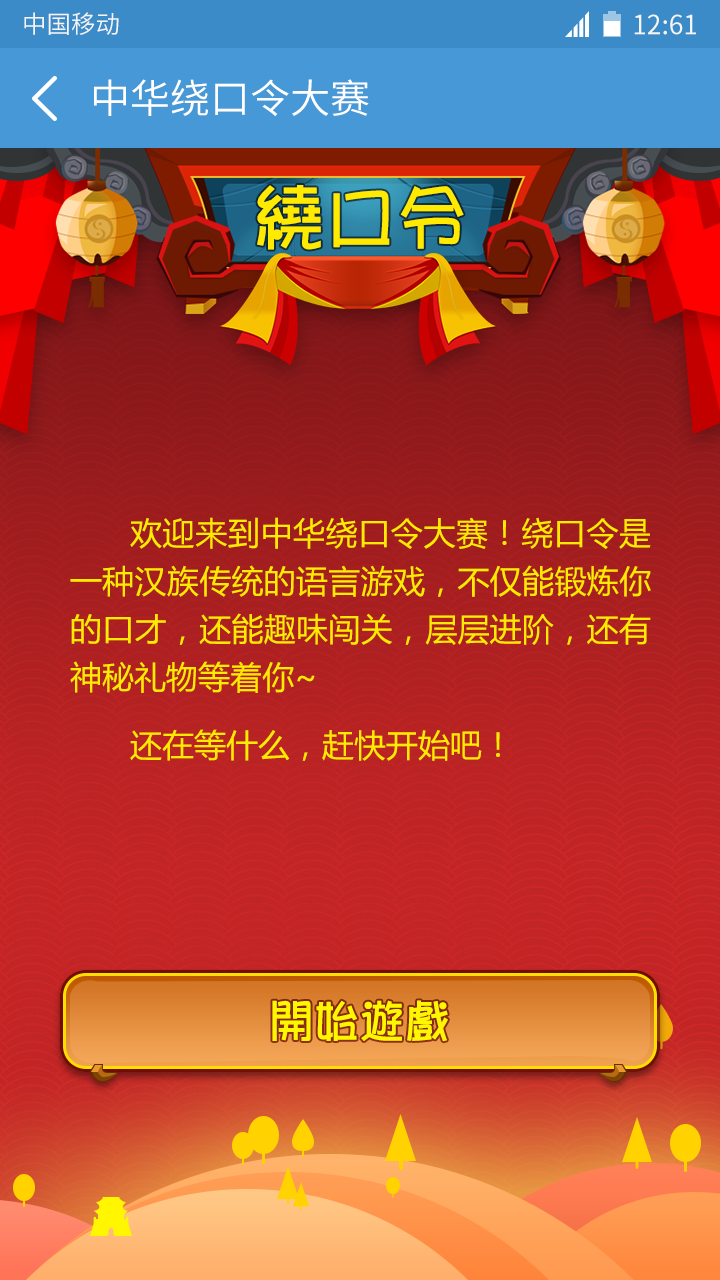 中国移动 12:61
中华绕口令大赛
繞口令
欢迎来到中华绕口令大赛！绕口令是
一种汉族传统的语言游戏，不仅能锻炼你
的口才，还能趣味闯关，层层进阶，还有
神秘礼物等着你~
还在等什么，赶快开始吧！
開始遊戲